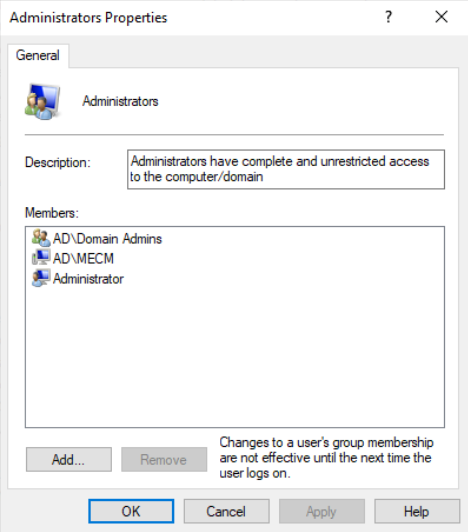 Administrators Properties
?
General
Administrators
Description:
Administrators have complete and unrestricted access
to the computer/domain
Members:
AD\Domain Admins
AD\MECM
Administrator
Add...
Remove
Changes to a user's group membership
are not effective until the next time the
user logs on.
OK
Cancel
Apply
Help